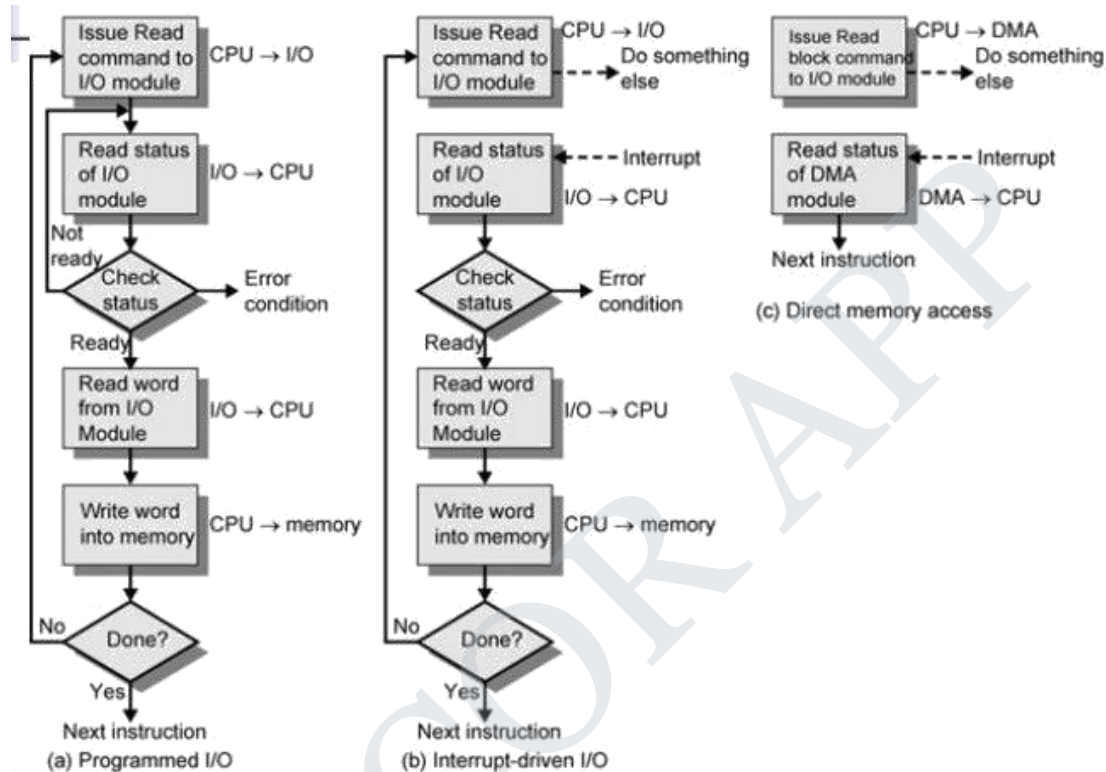 Issue Read
command to
I/O module
CPU → I/O
Read status
of I/O
module
I/O → CPU
Not
ready
Check
status
Error
condition
Ready
Read word
from I/O
Module
I/O → CPU
Write word
into memory
CPU → memory
No
Done?
Yes
Next instruction
(a) Programmed I/O
Issue Read
command to
I/O module
CPU → I/O
Do something
else
Read status
of I/O
module
Interrupt
I/O → CPU
Check
status
Error
condition
Ready
Read word
from I/O
Module
I/O → CPU
Write word
into memory
CPU → memory
No
Done?
Yes
Next instruction
(b) Interrupt-driven I/O
Issue Read
block command
to I/O module
CPU → DMA
Do something
else
Read status
of DMA
module
Interrupt
DMA → CPU
Next instruction
(c) Direct memory access
COR APP